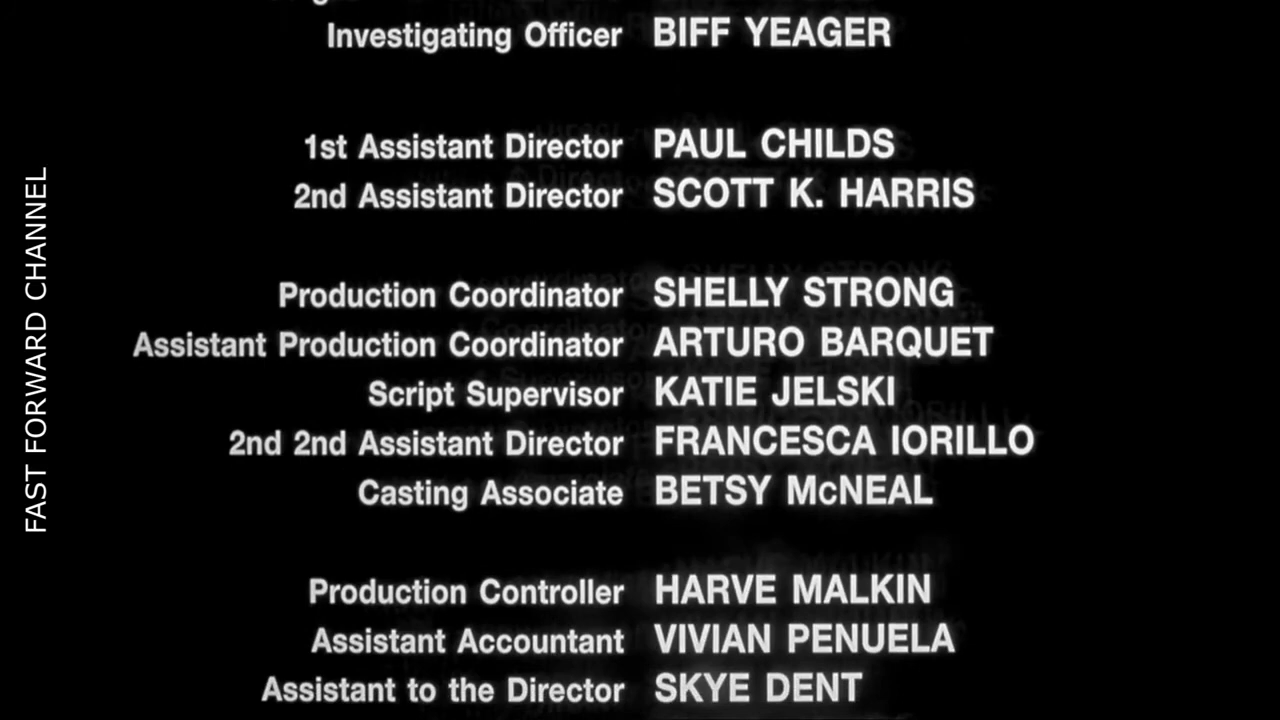 Investigating Officer BIFF YEAGER
1st Assistant Director PAUL CHILDS
2nd Assistant Director SCOTT K. HARRIS
Production Coordinator SHELLY STRONG
Assistant Production Coordinator ARTURO BARQUET
Script Supervisor KATIE JELSKI
2nd 2nd Assistant Director FRANCESCA IORILLO
Casting Associate BETSY McNEAL
Production Controller HARVE MALKIN
Assistant Accountant VIVIAN PENUELA
Assistant to the Director SKYE DENT
FAST FORWARD CHANNEL